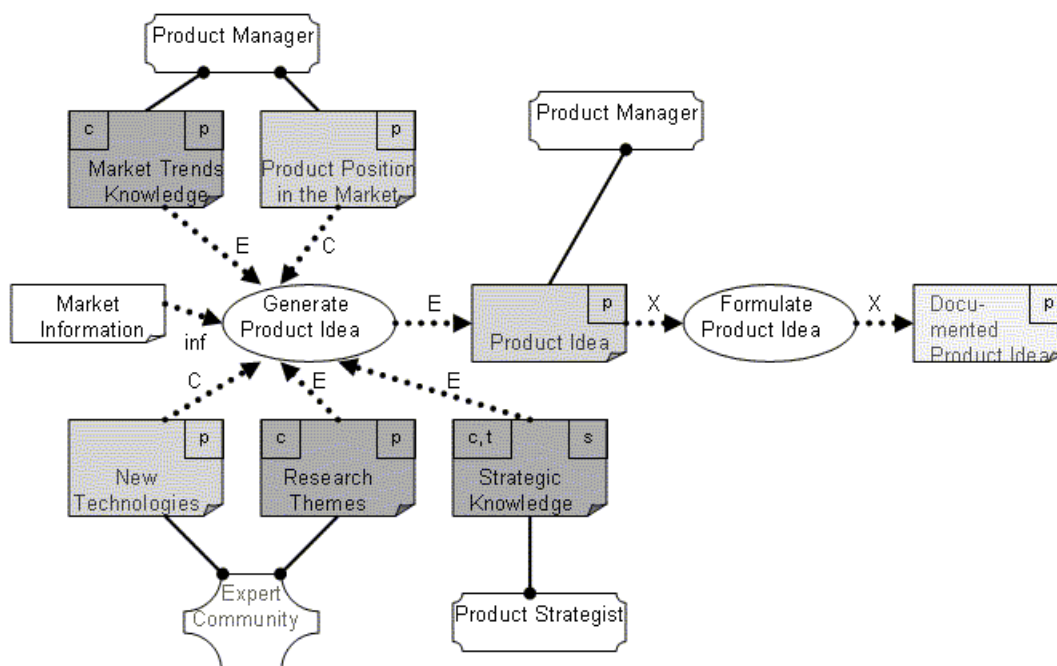 Product Manager
c
p
Market Trends
Knowledge
p
Product Position
in the Market
Product Manager
E
C
Market
Information
inf
Generate
Product Idea
E
p
Product Idea
X
Formulate
Product Idea
X
p
Docu-
mented
Product Idea
C
E
E
p
New
Technologies
c
p
Research
Themes
c,t
s
Strategic
Knowledge
Expert
Community
Product Strategist